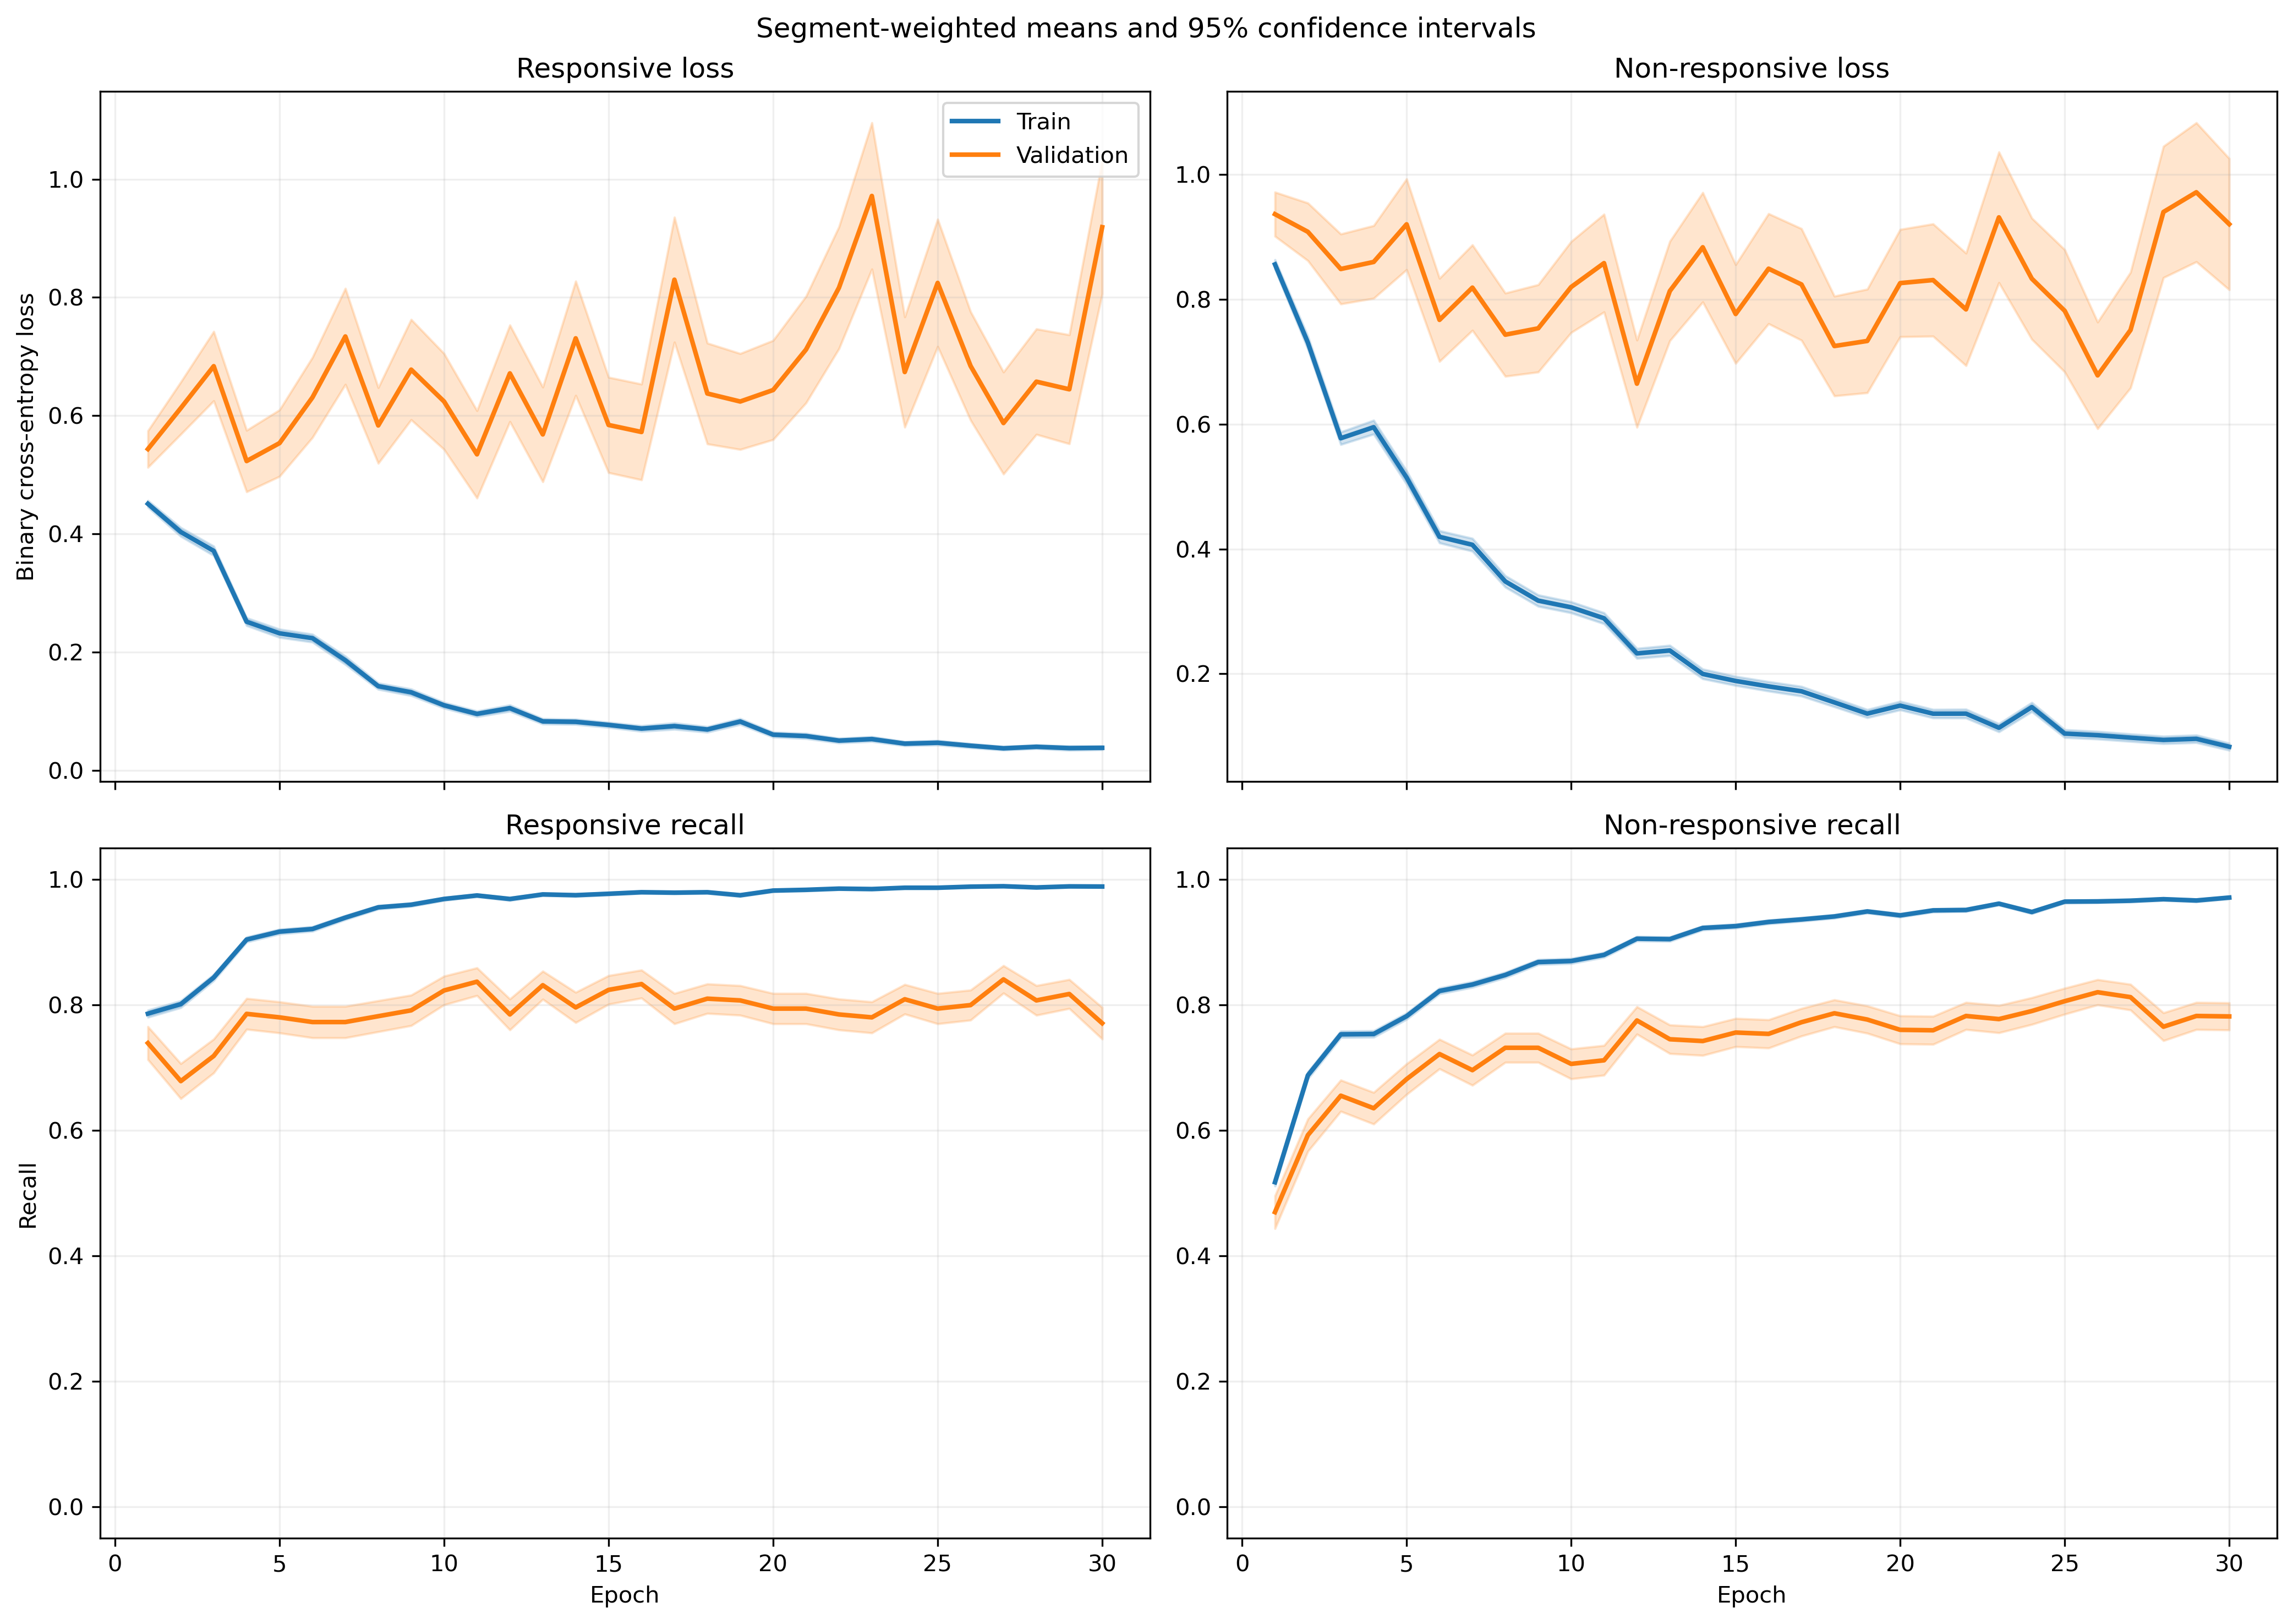 Segment-weighted means and 95% confidence intervals
Responsive loss
Non-responsive loss
Train
Validation
Binary cross-entropy loss
1.0
0.8
0.6
0.4
0.2
0.0
1.0
0.8
0.6
0.4
0.2
Responsive recall
Non-responsive recall
Recall
1.0
0.8
0.6
0.4
0.2
0.0
0 5 10 15 20 25 30
Epoch
1.0
0.8
0.6
0.4
0.2
0.0
0 5 10 15 20 25 30
Epoch